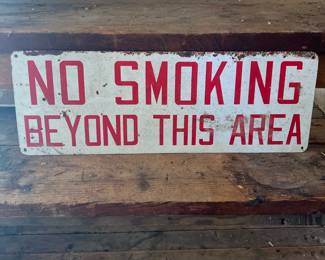 NO SMOKING
BEYOND THIS AREA